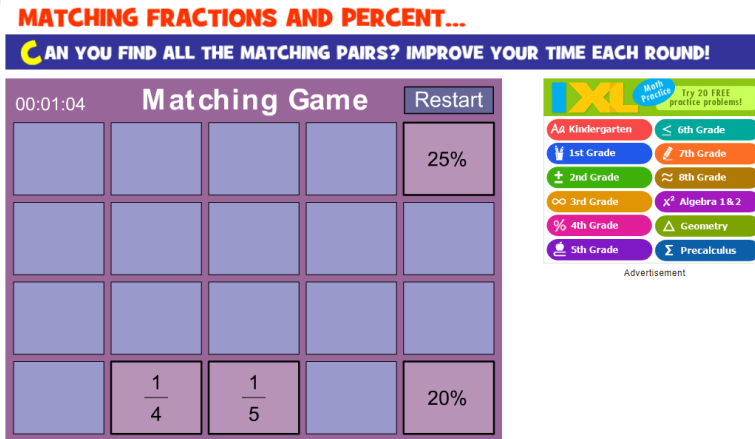 MATCHING FRACTIONS AND PERCENT...
CAN YOU FIND ALL THE MATCHING PAIRS? IMPROVE YOUR TIME EACH ROUND!
00:01:04
Matching Game
Restart
25%
1
4
1
5
20%
IXL
Math
Practice
Try 20 FREE
practice problems!
Aa Kindergarten
≤ 6th Grade
1st Grade
7th Grade
± 2nd Grade
≈ 8th Grade
∞ 3rd Grade
x² Algebra 1 & 2
% 4th Grade
△ Geometry
5th Grade
Σ Precalculus
Advertisement